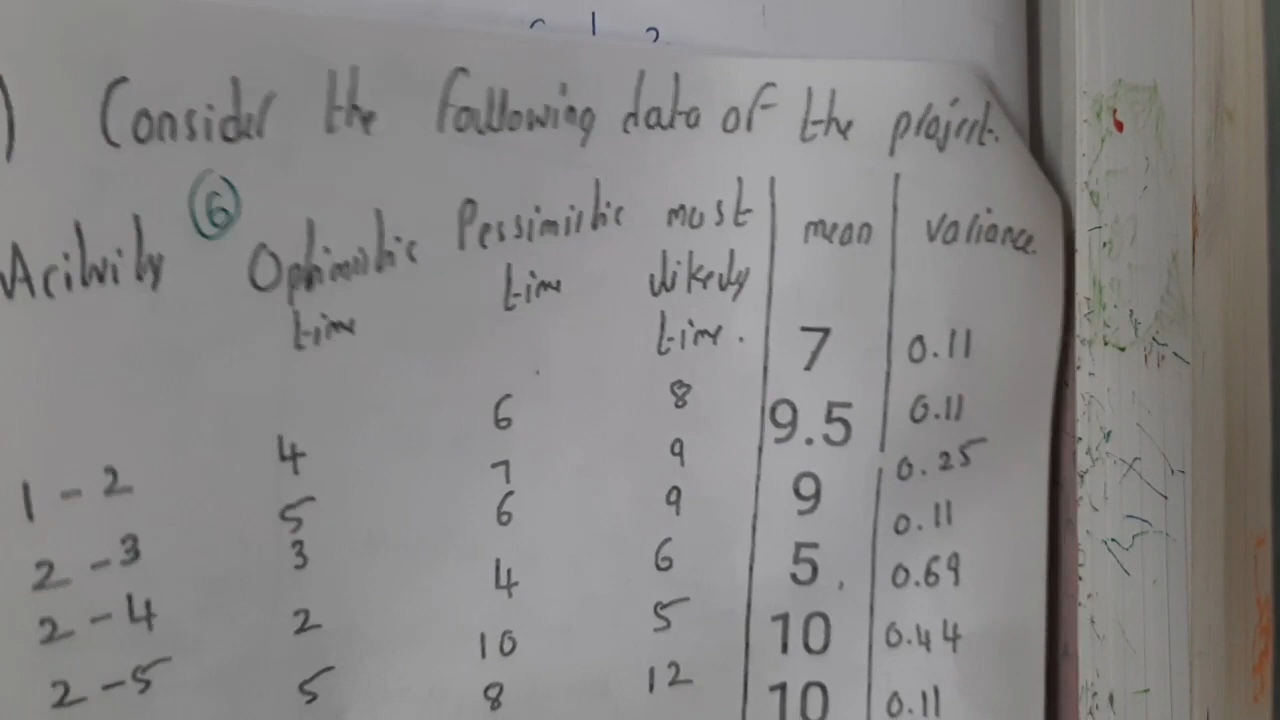 ) Consider the following data of the project.
Acitivity ⑥ Optimistic time Pessimistic time most likely time. mean variance.
7 0.11
6 8 9.5 0.11
1 - 2 4 7 9 9 0.25
2 - 3 5 6 9 5. 0.11
2 - 4 3 4 6 10 0.69
2 10 5 0.44
2 - 5 5 8 12 10 0.11